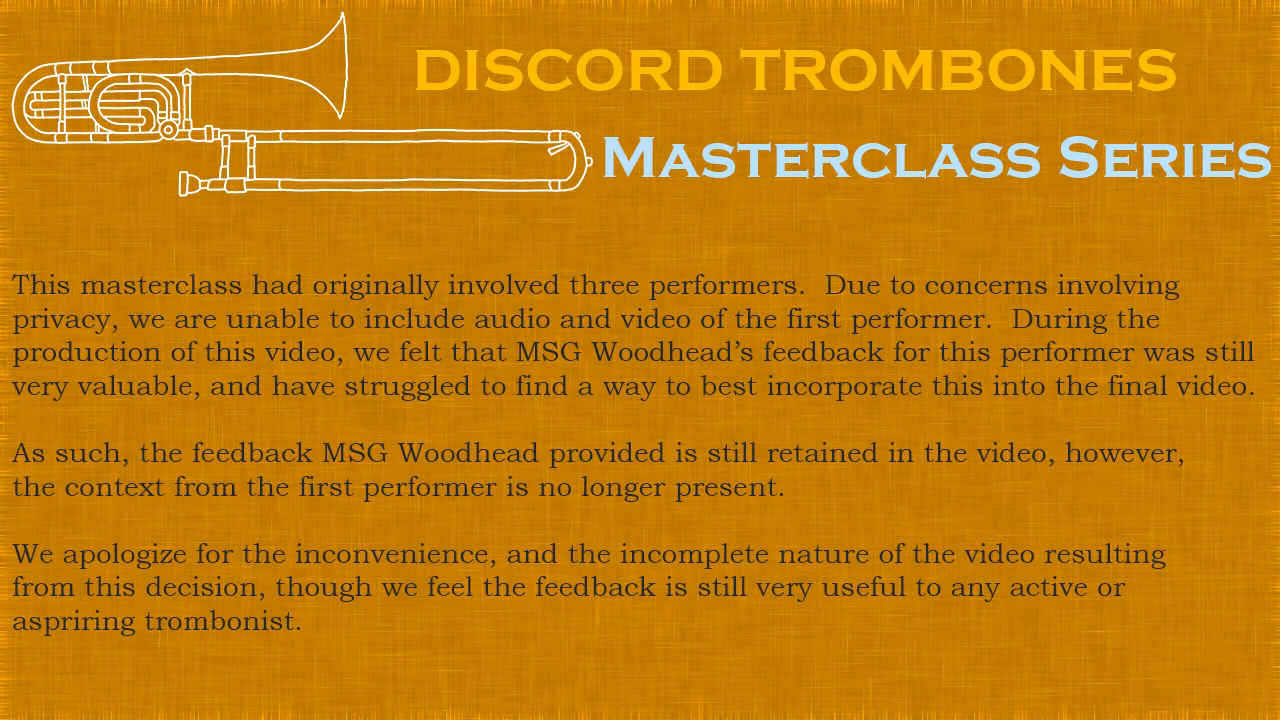 DISCORD TROMBONES
MASTERCLASS SERIES
This masterclass had originally involved three performers.  Due to concerns involving
privacy, we are unable to include audio and video of the first performer.  During the
production of this video, we felt that MSG Woodhead’s feedback for this performer was still
very valuable, and have struggled to find a way to best incorporate this into the final video.
As such, the feedback MSG Woodhead provided is still retained in the video, however,
the context from the first performer is no longer present.
We apologize for the inconvenience, and the incomplete nature of the video resulting
from this decision, though we feel the feedback is still very useful to any active or
aspriring trombonist.